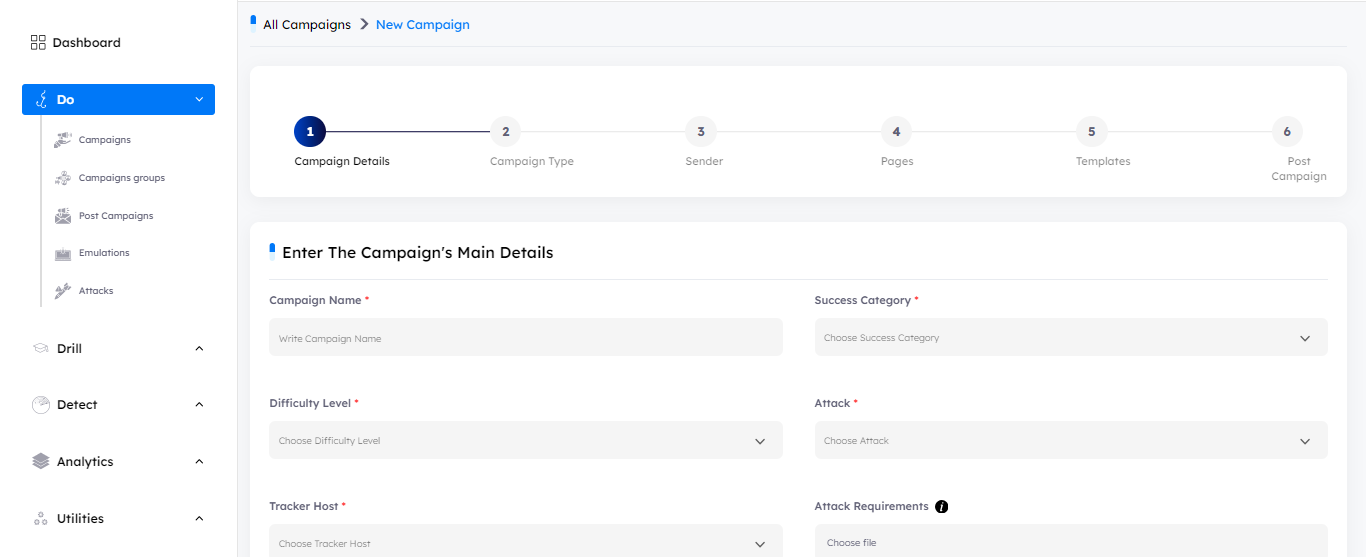 Dashboard
Do
Campaigns
Campaigns groups
Post Campaigns
Emulations
Attacks
Drill
Detect
Analytics
Utilities
All Campaigns > New Campaign
1 2 3 4 5 6
Campaign Details Campaign Type Sender Pages Templates Post
Campaign
Enter The Campaign's Main Details
Campaign Name * Success Category *
Write Campaign Name Choose Success Category
Difficulty Level * Attack *
Choose Difficulty Level Choose Attack
Tracker Host * Attack Requirements i
Choose Tracker Host Choose file